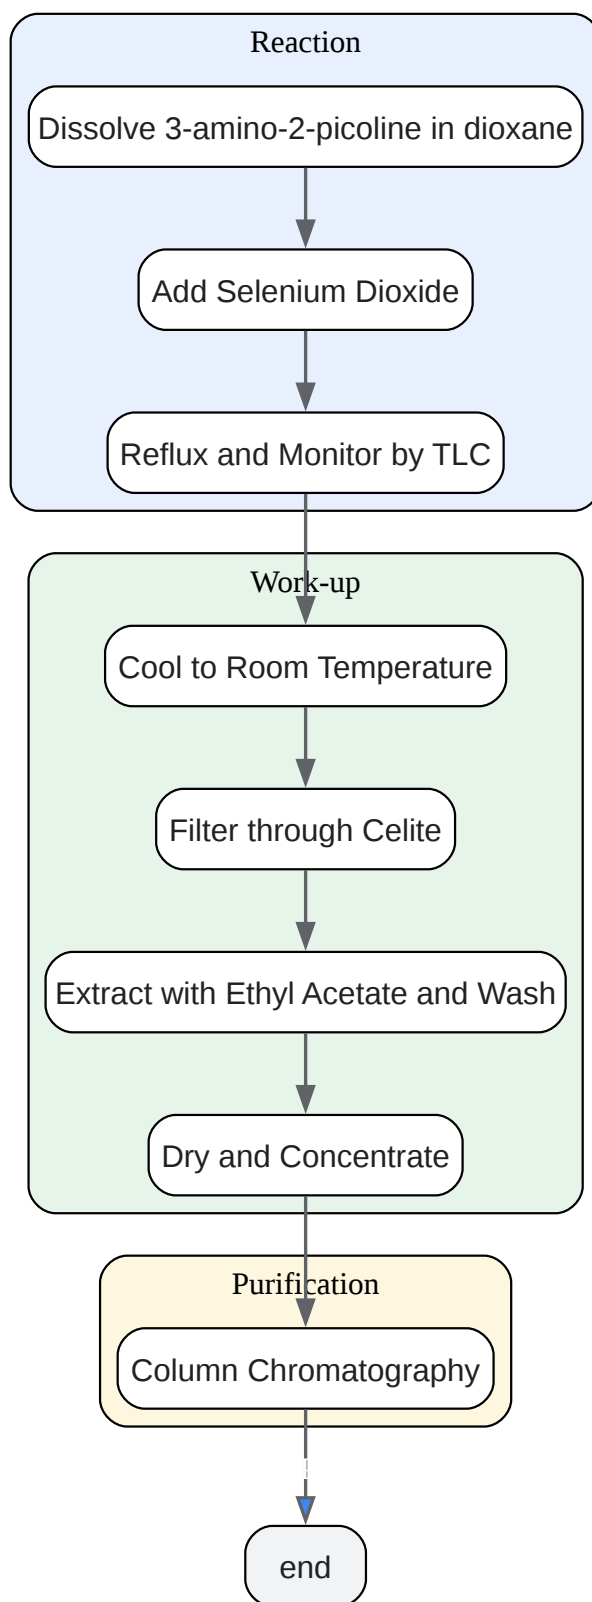 Reaction
Dissolve 3-amino-2-picoline in dioxane
Add Selenium Dioxide
Reflux and Monitor by TLC
Work-up
Cool to Room Temperature
Filter through Celite
Extract with Ethyl Acetate and Wash
Dry and Concentrate
Purification
Column Chromatography
end